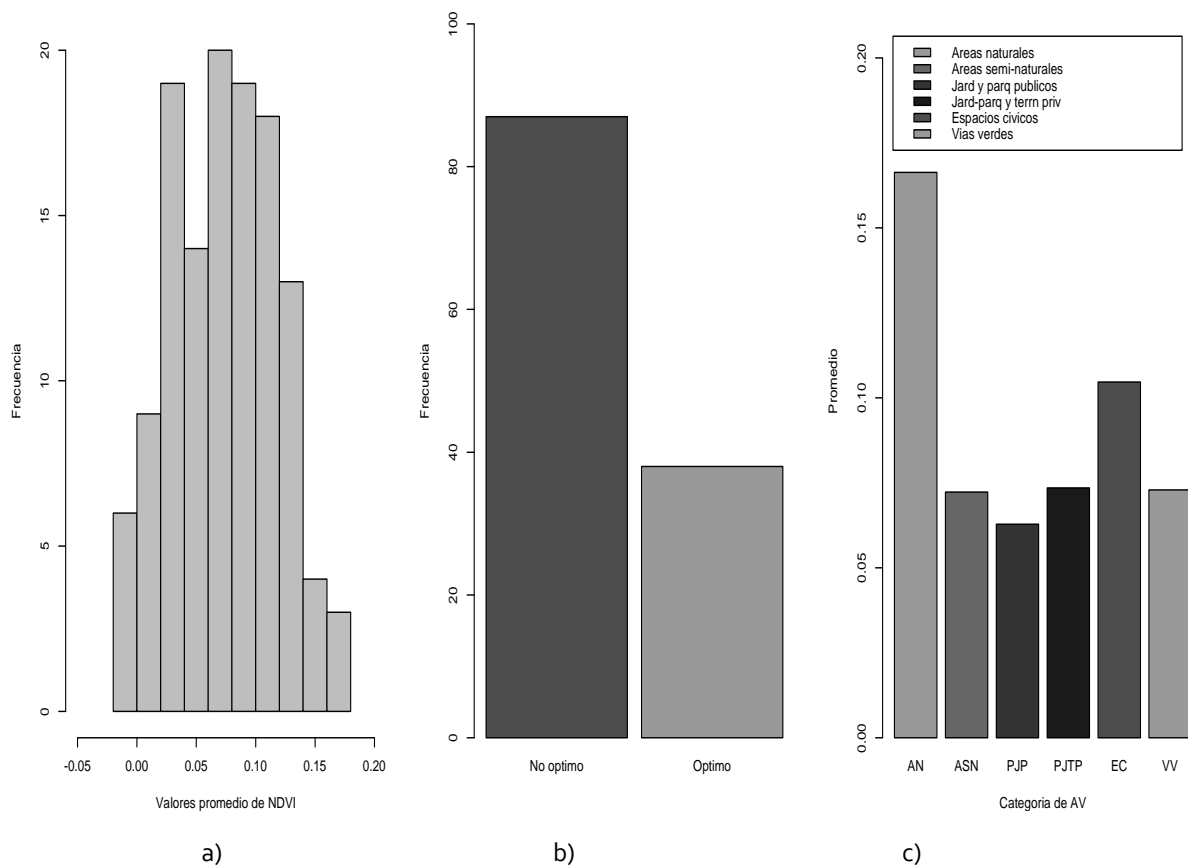 20
15
10
5
0
Frecuencia
-0.05 0.00 0.05 0.10 0.15 0.20
Valores promedio de NDVI
a)
100
80
60
40
20
0
Frecuencia
No optimo Optimo
b)
Areas naturales
Areas semi-naturales
Jard y parq publicos
Jard-parq y terrn priv
Espacios civicos
Vias verdes
0.20
0.15
0.10
0.05
0.00
Promedio
AN ASN PJP PJTP EC VV
Categoria de AV
c)